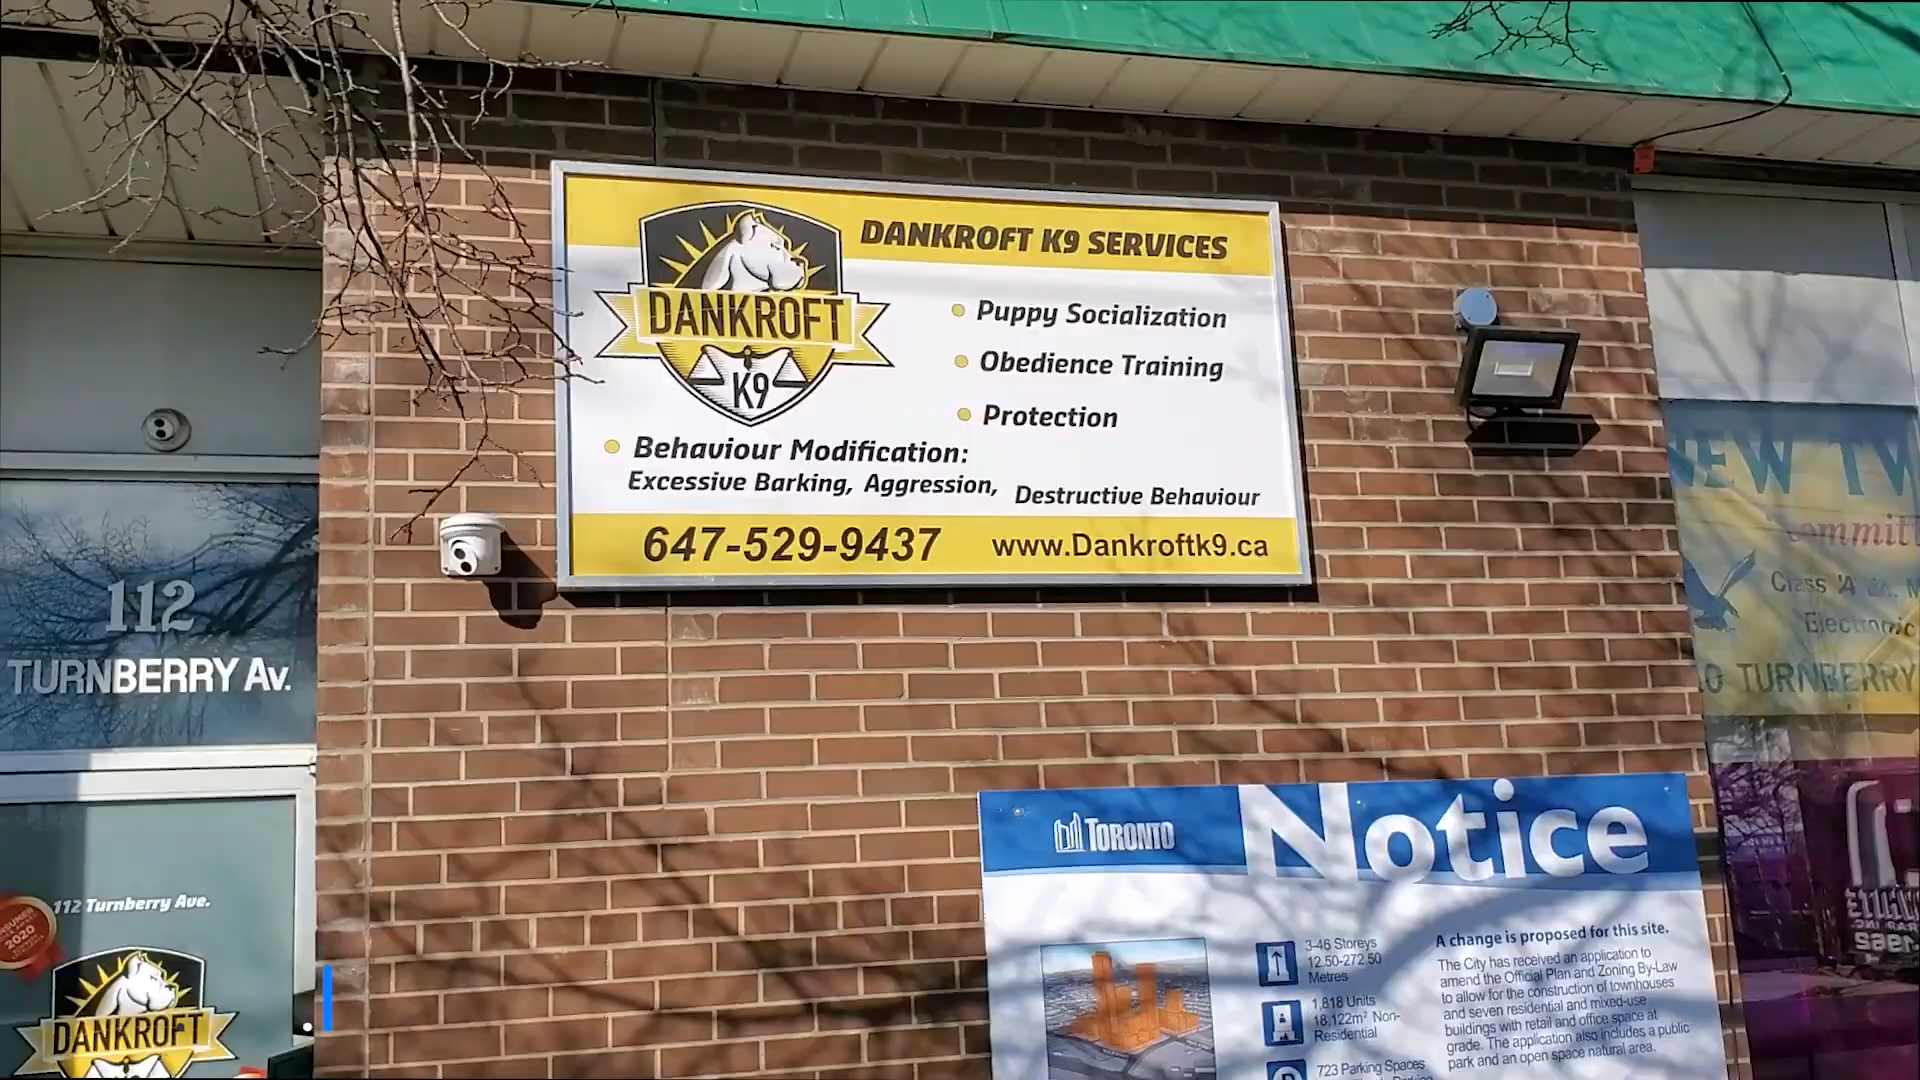 DANKROFT K9 SERVICES
DANKROFT
K9
Puppy Socialization
Obedience Training
Protection
Behaviour Modification:
Excessive Barking, Aggression, Destructive Behaviour
647-529-9437
www.Dankroftk9.ca
112
TURNBERRY Av.
112 Turnberry Ave.
2020
DANKROFT
TORONTO
Notice
3-46 Storeys
12.50-272.50
Metres
1,818 Units
18,122m² Non-
Residential
723 Parking Spaces
A change is proposed for this site.
The City has received an application to
amend the Official Plan and Zoning By-Law
to allow for the construction of townhouses
and seven residential and mixed-use
buildings with retail and office space at
grade. The application also includes a public
park and an open space natural area.
Class 'A'
Electronic
TURNBERRY